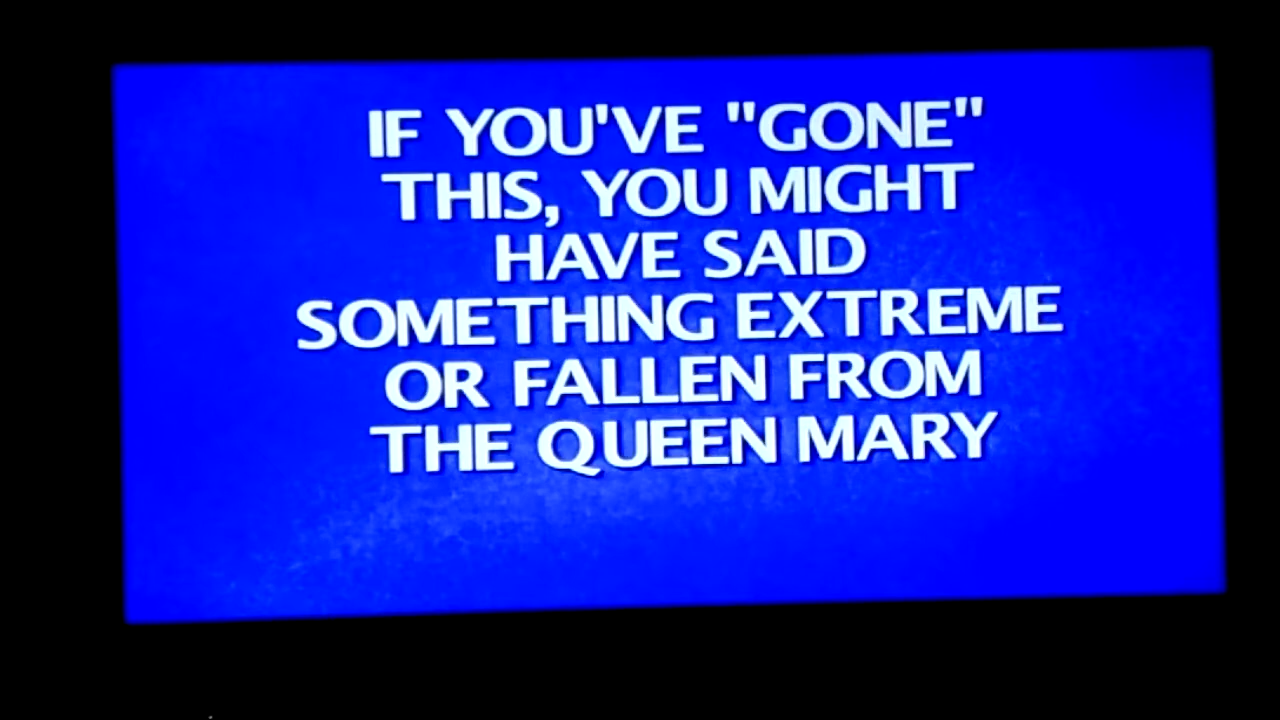 IF YOU'VE "GONE"
THIS, YOU MIGHT
HAVE SAID
SOMETHING EXTREME
OR FALLEN FROM
THE QUEEN MARY